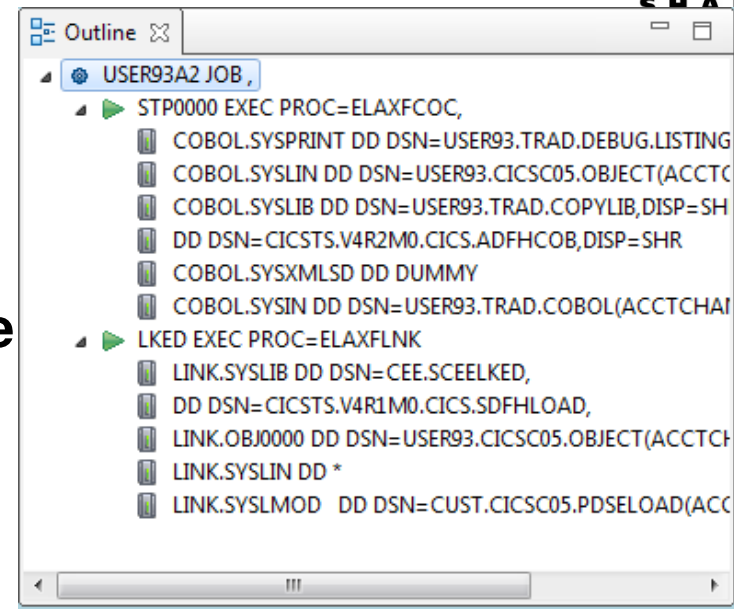 S H A
Outline
USER93A2 JOB ,
STP0000 EXEC PROC=ELAXFCOC,
COBOL.SYSPRINT DD DSN=USER93.TRAD.DEBUG.LISTING
COBOL.SYSLIN DD DSN=USER93.CICSC05.OBJECT(ACCTC
COBOL.SYSLIB DD DSN=USER93.TRAD.COPYLIB,DISP=SH
DD DSN=CICSTS.V4R2M0.CICS.ADFHCOB,DISP=SHR
COBOL.SYSXMLSD DD DUMMY
COBOL.SYSIN DD DSN=USER93.TRAD.COBOL(ACCTCHAN
e
LKED EXEC PROC=ELAXFLNK
LINK.SYSLIB DD DSN=CEE.SCEELKED,
DD DSN=CICSTS.V4R1M0.CICS.SDFHLOAD,
LINK.OBJ0000 DD DSN=USER93.CICSC05.OBJECT(ACCTCH
LINK.SYSLIN DD *
LINK.SYSLMOD DD DSN=CUST.CICSC05.PDSELOAD(ACC